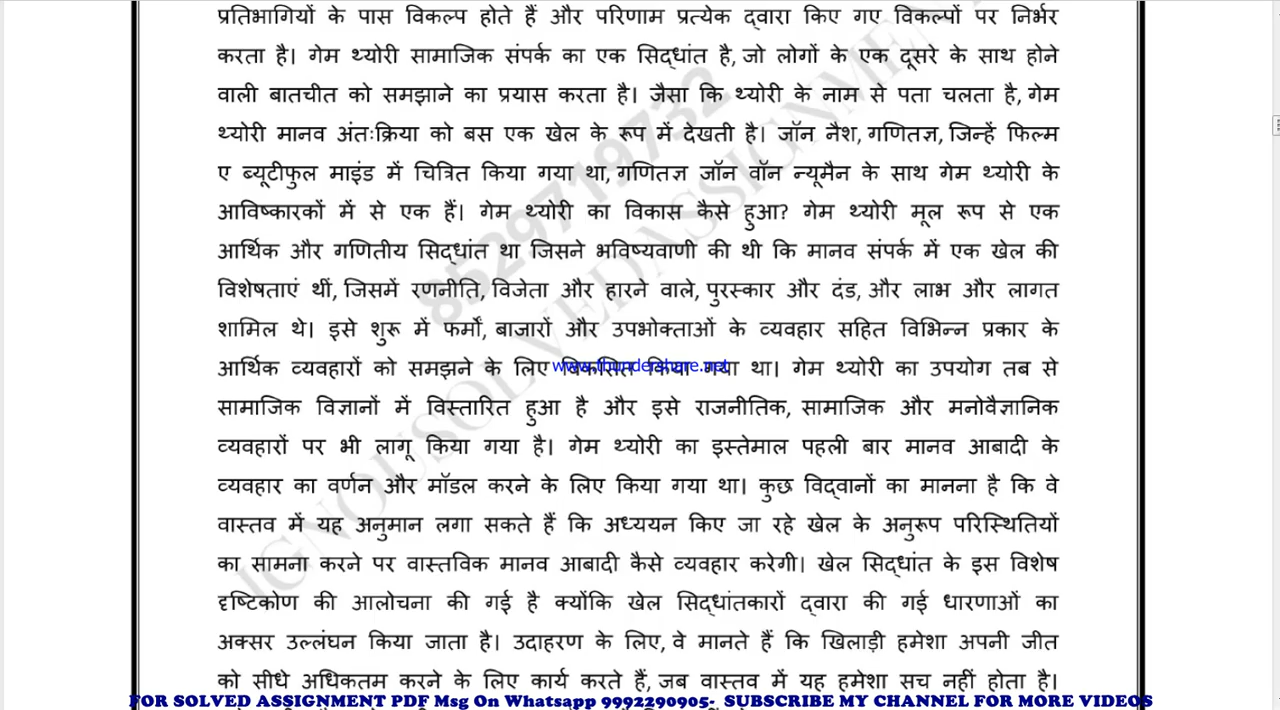 प्रतिभागियों के पास विकल्प होते हैं और परिणाम प्रत्येक द्वारा किए गए विकल्पों पर निर्भर
करता है। गेम थ्योरी सामाजिक संपर्क का एक सिद्धांत है, जो लोगों के एक दूसरे के साथ होने
वाली बातचीत को समझाने का प्रयास करता है। जैसा कि थ्योरी के नाम से पता चलता है, गेम
थ्योरी मानव अंतःक्रिया को बस एक खेल के रूप में देखती है। जॉन नैश, गणितज्ञ, जिन्हें फिल्म
ए ब्यूटीफुल माइंड में चित्रित किया गया था, गणितज्ञ जॉन वॉन न्यूमैन के साथ गेम थ्योरी के
आविष्कारकों में से एक हैं। गेम थ्योरी का विकास कैसे हुआ? गेम थ्योरी मूल रूप से एक
आर्थिक और गणितीय सिद्धांत था जिसने भविष्यवाणी की थी कि मानव संपर्क में एक खेल की
विशेषताएं थीं, जिसमें रणनीति, विजेता और हारने वाले, पुरस्कार और दंड, और लाभ और लागत
शामिल थे। इसे शुरू में फर्मों, बाजारों और उपभोक्ताओं के व्यवहार सहित विभिन्न प्रकार के
आर्थिक व्यवहारों को समझने के लिए विकसित किया गया था। गेम थ्योरी का उपयोग तब से
www.thundershare.net
सामाजिक विज्ञानों में विस्तारित हुआ है और इसे राजनीतिक, सामाजिक और मनोवैज्ञानिक
व्यवहारों पर भी लागू किया गया है। गेम थ्योरी का इस्तेमाल पहली बार मानव आबादी के
व्यवहार का वर्णन और मॉडल करने के लिए किया गया था। कुछ विद्वानों का मानना है कि वे
वास्तव में यह अनुमान लगा सकते हैं कि अध्ययन किए जा रहे खेल के अनुरूप परिस्थितियों
का सामना करने पर वास्तविक मानव आबादी कैसे व्यवहार करेगी। खेल सिद्धांत के इस विशेष
दृष्टिकोण की आलोचना की गई है क्योंकि खेल सिद्धांतकारों द्वारा की गई धारणाओं का
अक्सर उल्लंघन किया जाता है। उदाहरण के लिए, वे मानते हैं कि खिलाड़ी हमेशा अपनी जीत
को सीधे अधिकतम करने के लिए कार्य करते हैं, जब वास्तव में यह हमेशा सच नहीं होता है।
FOR SOLVED ASSIGNMENT PDF Msg On Whatsapp 9992290905- SUBSCRIBE MY CHANNEL FOR MORE VIDEOS
8529719732
IGNOUSOLVEDASSIGNMENT